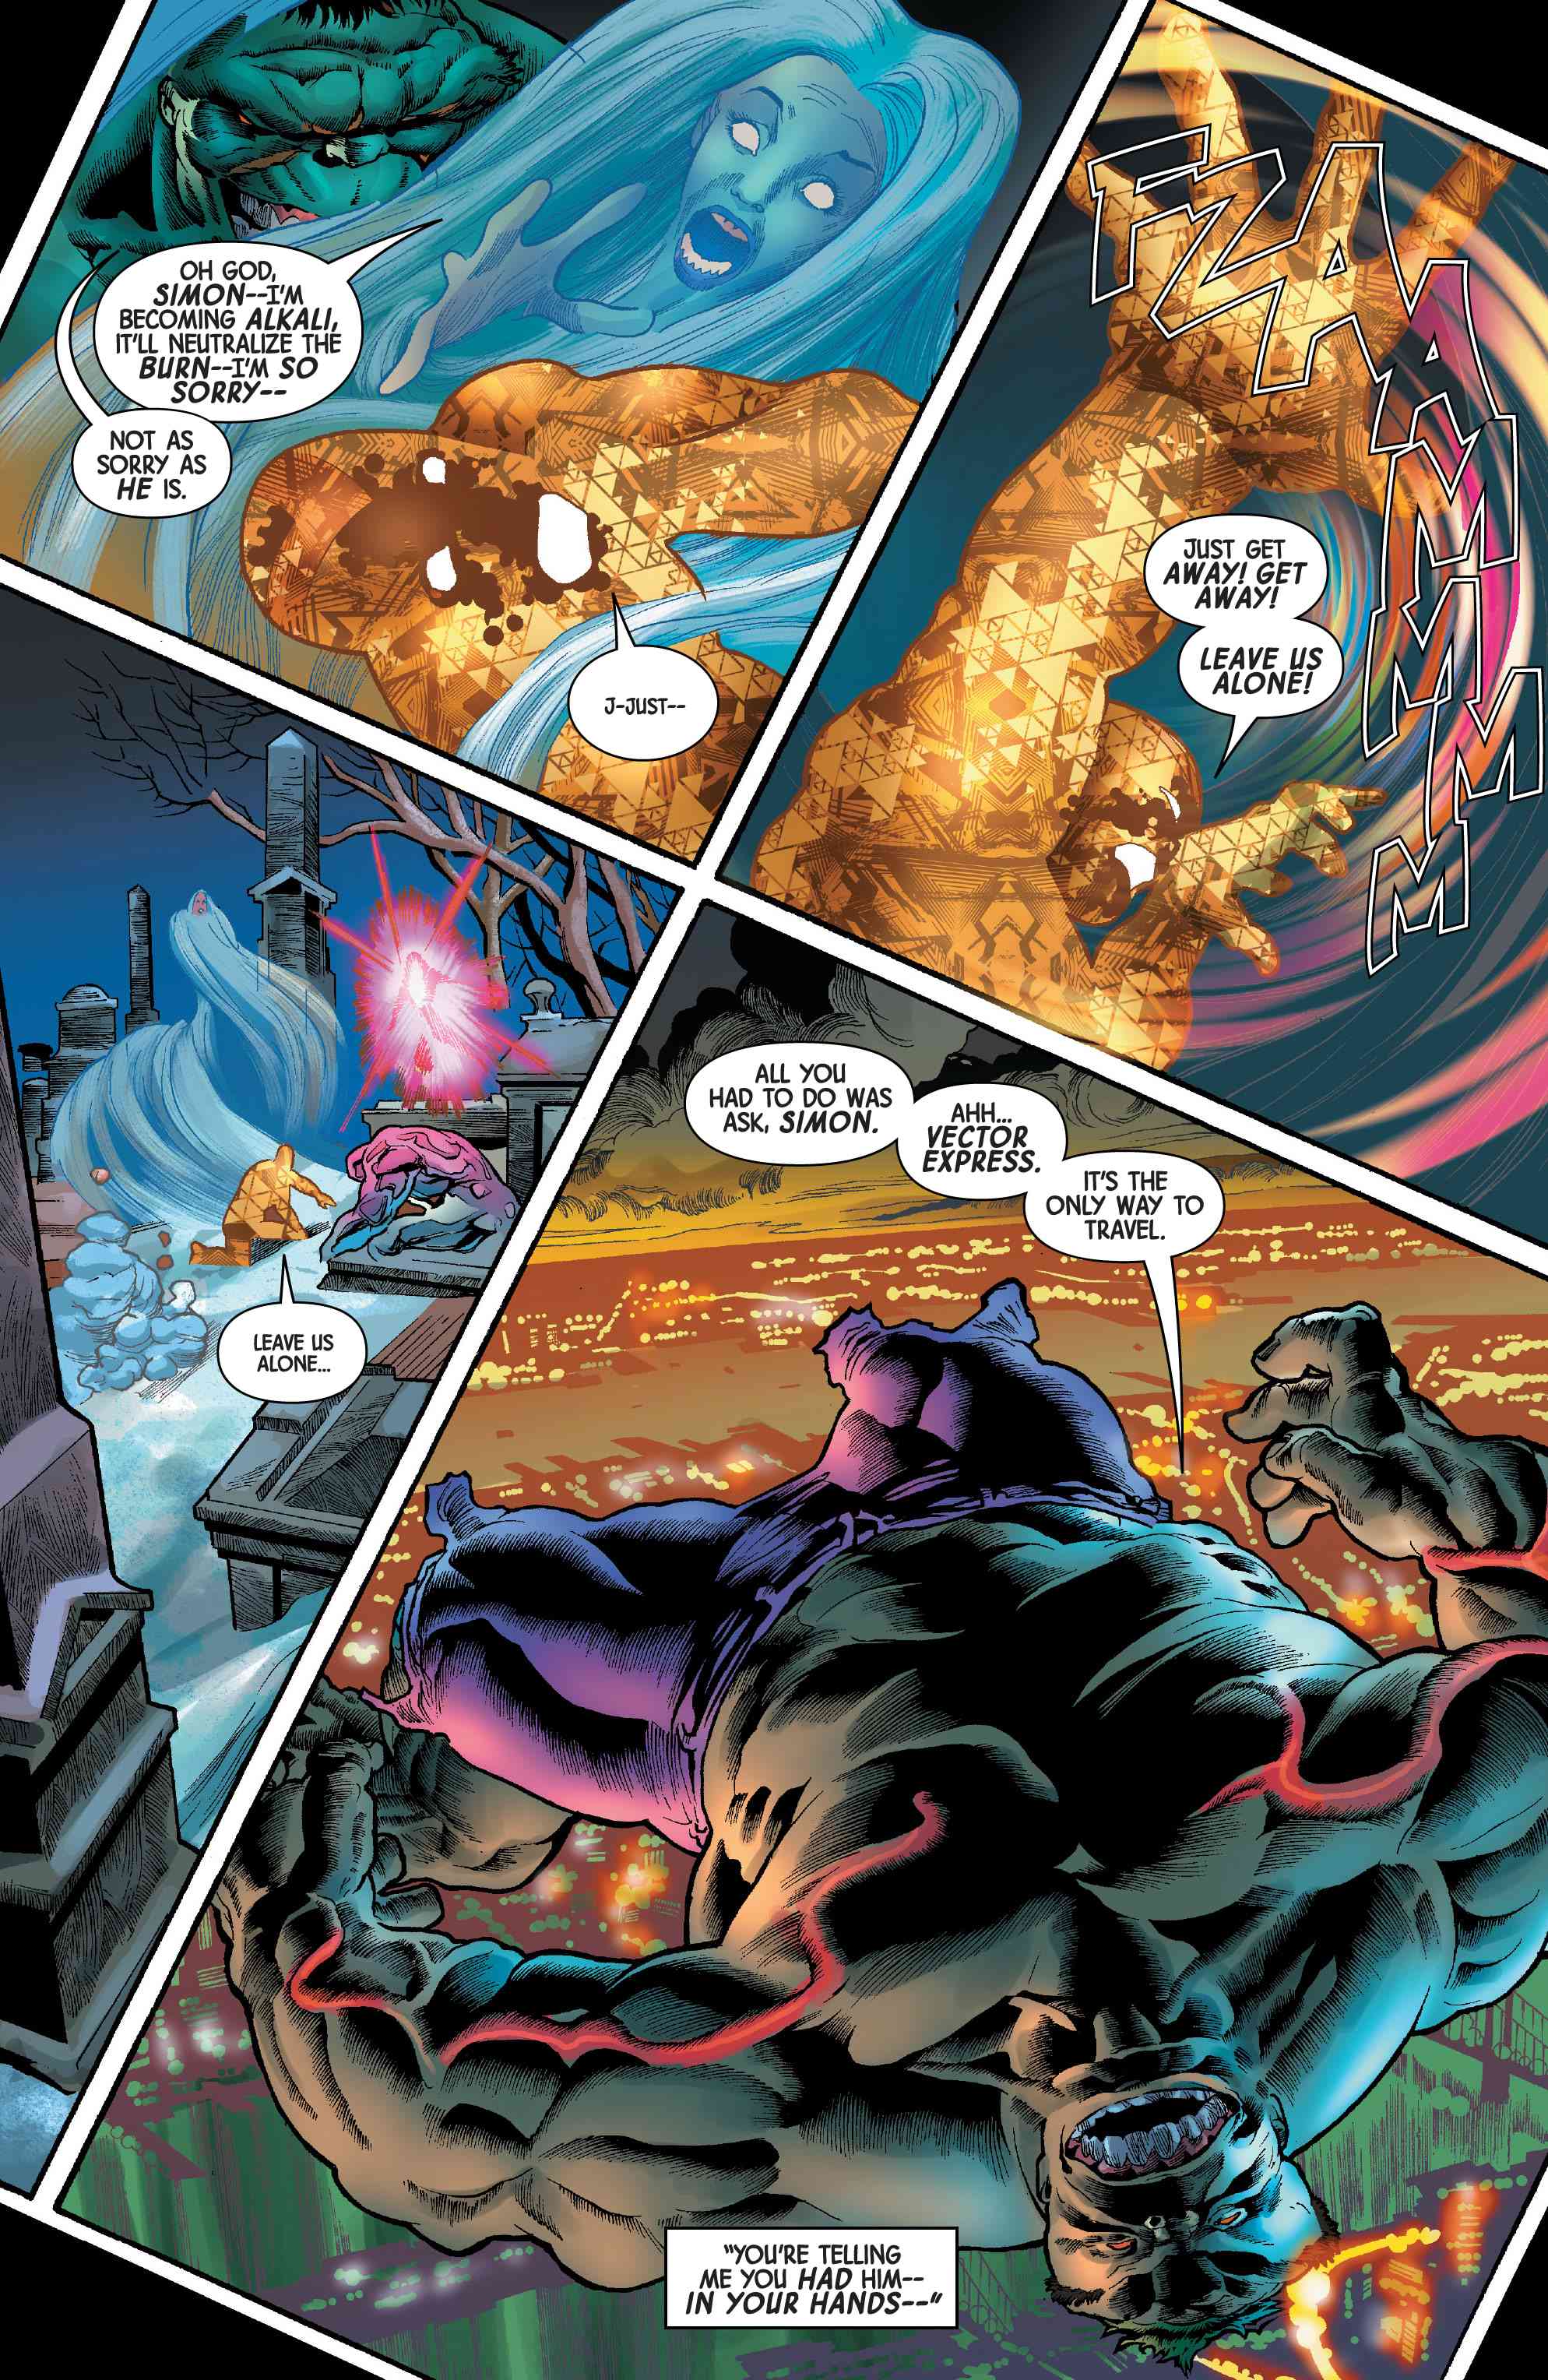 OH GOD,
SIMON--I'M
BECOMING ALKALI,
IT'LL NEUTRALIZE THE
BURN--I'M SO
SORRY--
NOT AS
SORRY AS
HE IS.
J-JUST--
FZAAMMMM
JUST GET
AWAY! GET
AWAY!
LEAVE US
ALONE!
LEAVE US
ALONE...
ALL YOU
HAD TO DO WAS
ASK, SIMON.
AHH...
VECTOR
EXPRESS.
IT'S THE
ONLY WAY TO
TRAVEL.
"YOU'RE TELLING
ME YOU HAD HIM--
IN YOUR HANDS--"